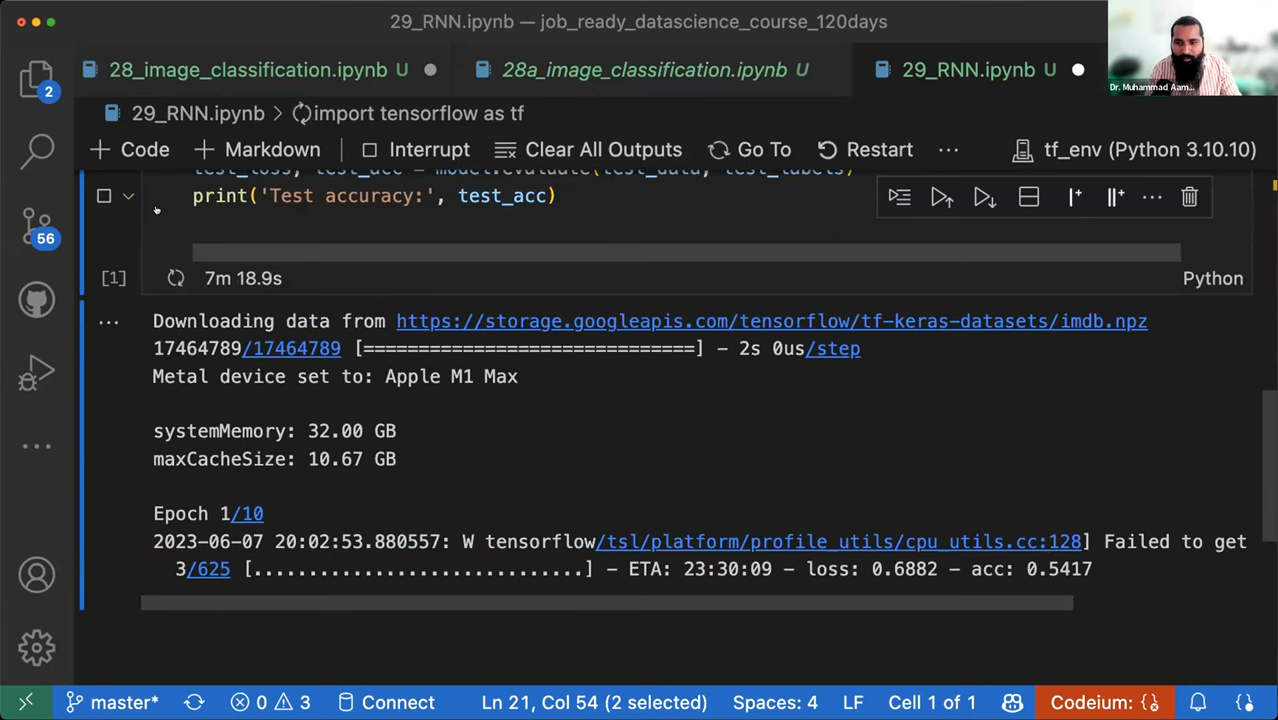 29_RNN.ipynb — job_ready_datascience_course_120days
28_image_classification.ipynb U
28a_image_classification.ipynb U
29_RNN.ipynb U
Dr. Muhammad Aam...
2
29_RNN.ipynb > import tensorflow as tf
+ Code + Markdown | Interrupt Clear All Outputs Go To Restart ... tf_env (Python 3.10.10)
test_loss, test_acc = model.evaluate(test_data, test_labels)
print('Test accuracy:', test_acc)
56
[1] 7m 18.9s Python
... Downloading data from https://storage.googleapis.com/tensorflow/tf-keras-datasets/imdb.npz
17464789/17464789 [==============================] - 2s 0us/step
Metal device set to: Apple M1 Max
systemMemory: 32.00 GB
maxCacheSize: 10.67 GB
Epoch 1/10
2023-06-07 20:02:53.880557: W tensorflow/tsl/platform/profile_utils/cpu_utils.cc:128] Failed to get
3/625 [..............................] - ETA: 23:30:09 - loss: 0.6882 - acc: 0.5417
master* 0 3 Connect Ln 21, Col 54 (2 selected) Spaces: 4 LF Cell 1 of 1 Codeium: {}